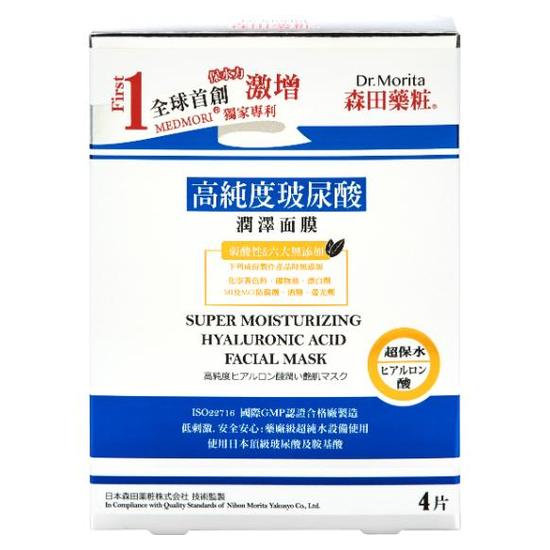 First
1
全球首創
保水力
激增
MEDMORI® 獨家專利
Dr.Morita
森田藥粧®
高純度玻尿酸
潤澤面膜
弱酸性&六大無添加
下列成份製作產品時無添加
化學著色料、礦物油、漂白劑
MI及MCI防腐劑、酒精、螢光劑
SUPER MOISTURIZING
HYALURONIC ACID
FACIAL MASK
高純度ヒアルロン酸潤い艶肌マスク
超保水
ヒアルロン
酸
ISO22716 國際GMP認證合格廠製造
低刺激,安全安心:藥廠級超純水設備使用
使用日本頂級玻尿酸及胺基酸
日本森田藥粧株式会社 技術監製
In Compliance with Quality Standards of Nihon Morita Yakusyo Co., Ltd.
4片